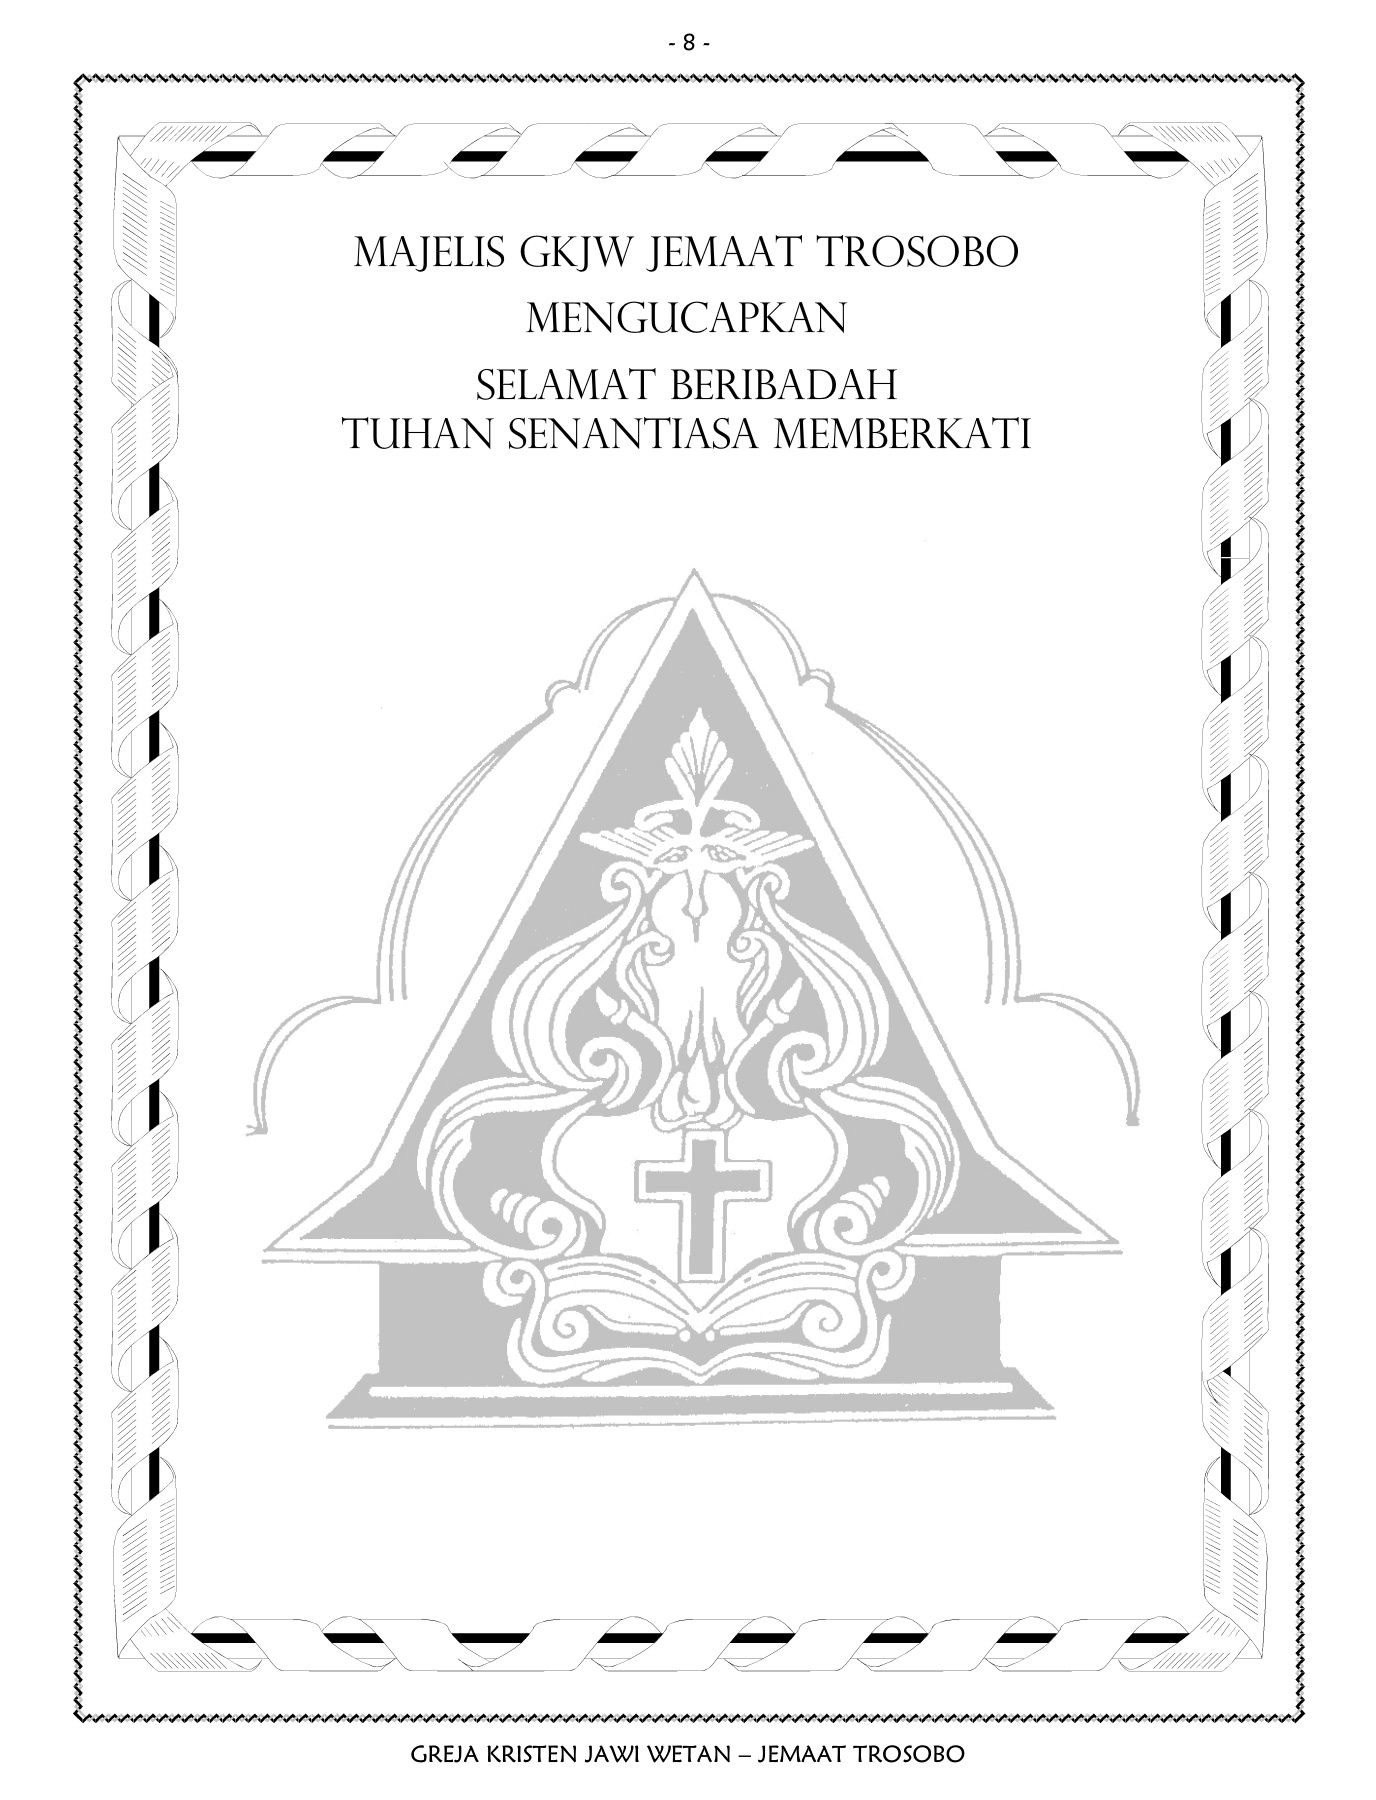 - 8 -
MAJELIS GKJW JEMAAT TROSOBO
MENGUCAPKAN
SELAMAT BERIBADAH
TUHAN SENANTIASA MEMBERKATI
GREJA KRISTEN JAWI WETAN – JEMAAT TROSOBO